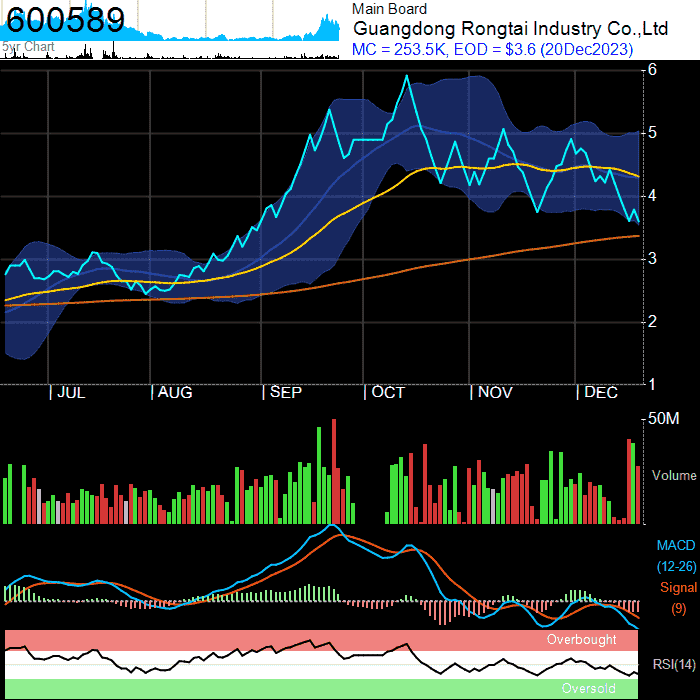 600589
5yr Chart
Main Board
Guangdong Rongtai Industry Co.,Ltd
MC = 253.5K, EOD = $3.6 (20Dec2023)
6
5
4
3
2
1
| JUL | AUG | SEP | OCT | NOV | DEC
50M
Volume
MACD
(12-26)
Signal
(9)
Overbought
RSI(14)
Oversold